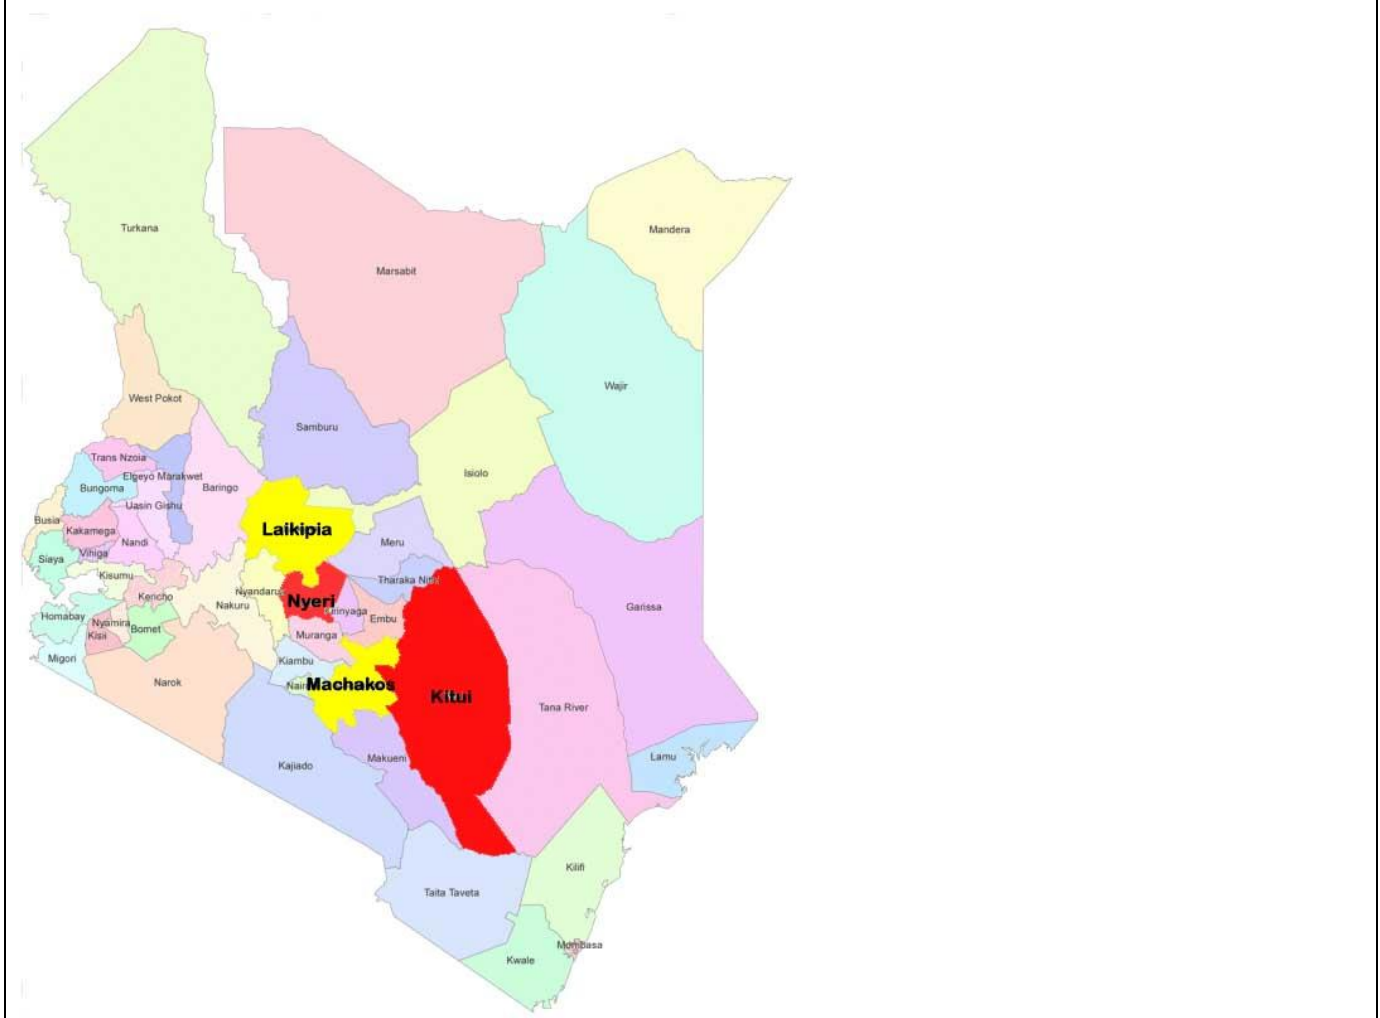 Turkana
Mandera
Marsabit
Wajir
West Pokot
Samburu
Trans Nzoia
Isiolo
Elgeyo Marakwet
Bungoma
Baringo
Uasin Gishu
Busia
Laikipia
Kakamega
Nandi
Meru
Vihiga
Siaya
Kisumu
Tharaka Nithi
Nyandarua
Kericho
Nyeri
Nakuru
Garissa
Homabay
irinyaga
Embu
Nyamira
Bomet
Kisii
Muranga
Migori
Kiambu
Narok
Nair
Machakos
Kitui
Tana River
Lamu
Makueni
Kajiado
Kilifi
Taita Taveta
Mombasa
Kwale